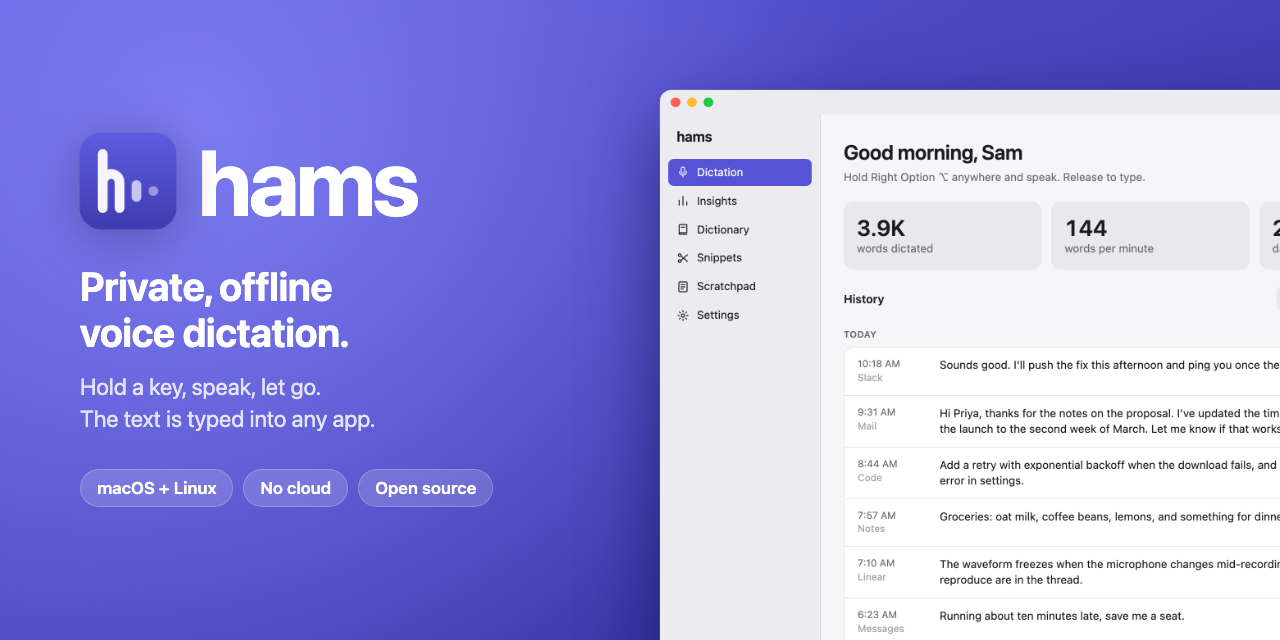 hams
Private, offline
voice dictation.
Hold a key, speak, let go.
The text is typed into any app.
macOS + Linux
No cloud
Open source
hams
Dictation
Insights
Dictionary
Snippets
Scratchpad
Settings
Good morning, Sam
Hold Right Option ⌥ anywhere and speak. Release to type.
3.9K
words dictated
144
words per minute
History
TODAY
10:18 AM
Slack
Sounds good. I'll push the fix this afternoon and ping you once the
9:31 AM
Mail
Hi Priya, thanks for the notes on the proposal. I've updated the
the launch to the second week of March. Let me know if that works
8:44 AM
Code
Add a retry with exponential backoff when the download fails, and
error in settings.
7:57 AM
Notes
Groceries: oat milk, coffee beans, lemons, and something for
7:10 AM
Linear
The waveform freezes when the microphone changes
reproduce are in the thread.
6:23 AM
Messages
Running about ten minutes late, save me a seat.